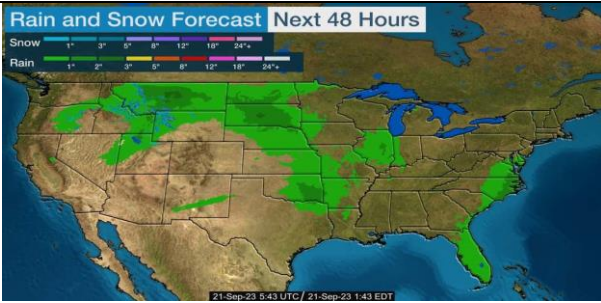 Rain and Snow Forecast Next 48 Hours
Snow
1" 3" 5" 8" 12" 18" 24"+
Rain
1" 2" 3" 5" 8" 12" 18" 24"+
21-Sep-23 5:43 UTC/ 21-Sep-23 1:43 EDT